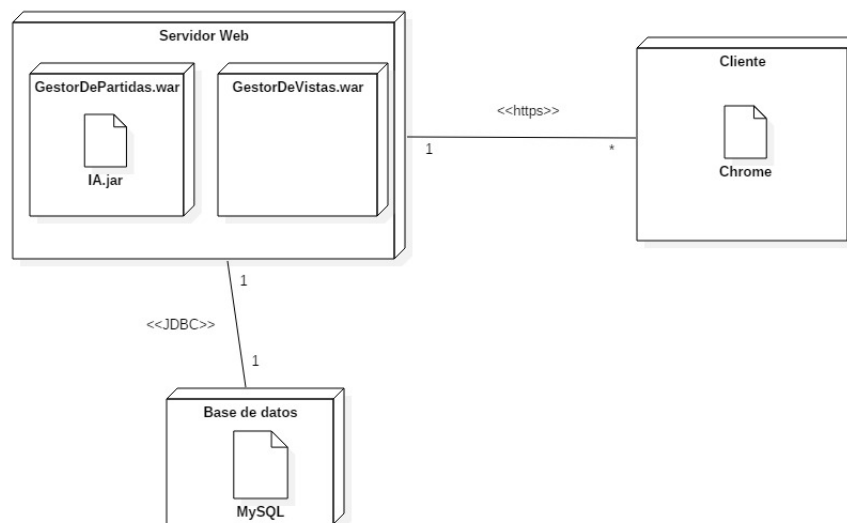 Servidor Web
GestorDePartidas.war
IA.jar
GestorDeVistas.war
<<https>>
1
*
Cliente
Chrome
1
<<JDBC>>
1
Base de datos
MySQL